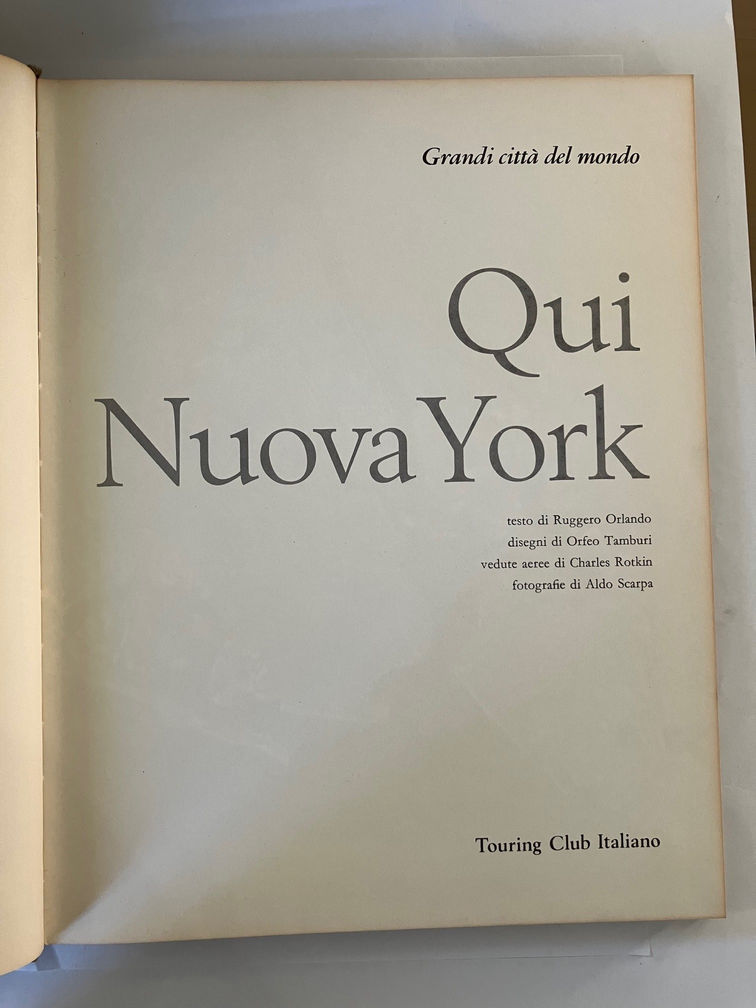 Grandi città del mondo
Qui
Nuova York
testo di Ruggero Orlando
disegni di Orfeo Tamburi
vedute aeree di Charles Rotkin
fotografie di Aldo Scarpa
Touring Club Italiano